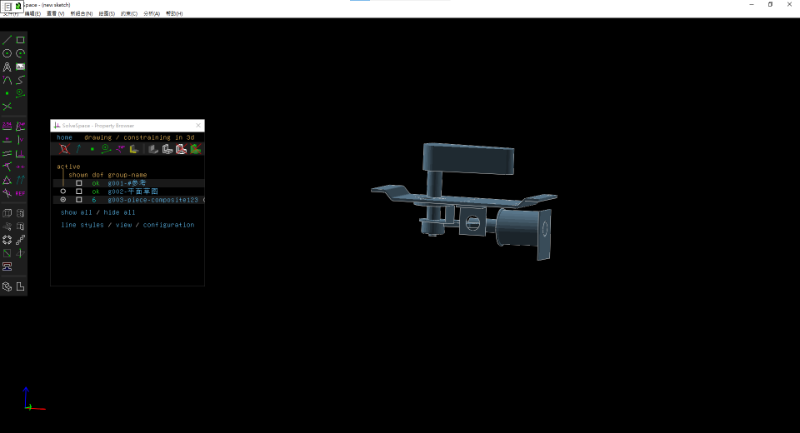 Space - (new sketch)
文件(F) 编辑(E) 查看(V) 新组生(N) 绘图(S) 约束(C) 分析(A) 帮助(H)
SolveSpace - Property Browser
home drawing / constraining in 3d
active
shown dof group-name
ok g001-#参考
ok g002-平面草图
6 g003-piece-composite123
show all / hide all
line styles / view / configuration
REF